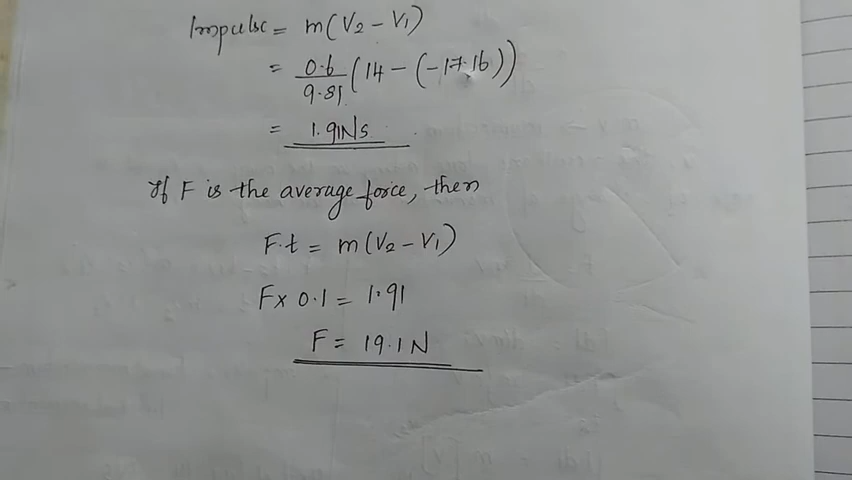 Impulse = m(V₂ - V₁)
= 0.6/9.81 (14 - (-17.16))
= 1.91Ns
If F is the average force, then
F.t = m(V₂ - V₁)
F x 0.1 = 1.91
F = 19.1N